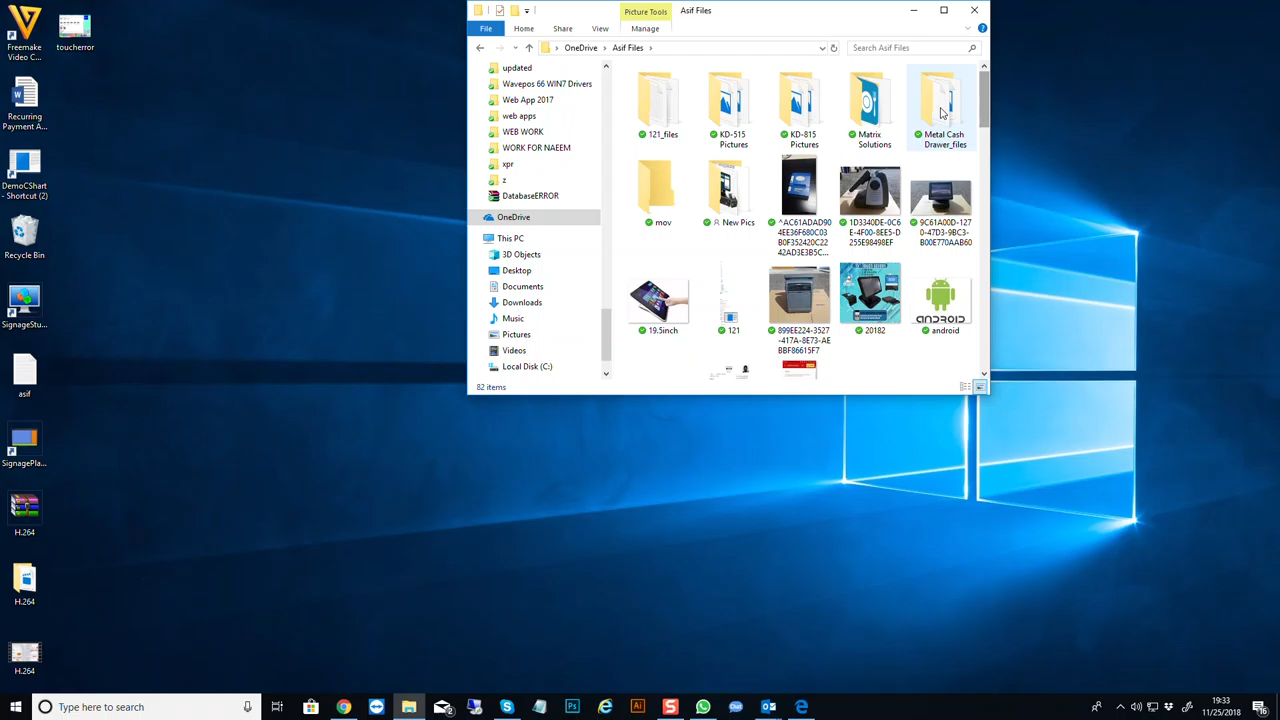 Picture Tools
Asif Files
File
Home
Share
View
Manage
OneDrive
Asif Files
Search Asif Files
updated
Wavepos 66 WIN7 Drivers
Web App 2017
web apps
WEB WORK
WORK FOR NAEEM
xpr
z
DatabaseERROR
OneDrive
This PC
3D Objects
Desktop
Documents
Downloads
Music
Pictures
Videos
Local Disk (C:)
121_files
KD-515
Pictures
KD-815
Pictures
Matrix
Solutions
Metal Cash
Drawer_files
mov
New Pics
^AC61ADAD90
4EE36F680C03
B0F352420C22
42AD3E3B5C...
1D3340DE-0C6
E-4F00-8EE5-D
255E98498EF
9C61A00D-127
0-47D3-9BC3-
B00E770AAB60
19.5inch
121
899EE224-3527
-417A-8E73-AE
BBF86615F7
20182
ANDROID
android
82 items
Freemake
Video C...
toucherror
Recurring
Payment A...
DemoCShart
- Shortcut (2)
Recycle Bin
SignageStu...
asif
SignagePla...
H.264
H.264
H.264
Type here to search
19:33
11/25/2018